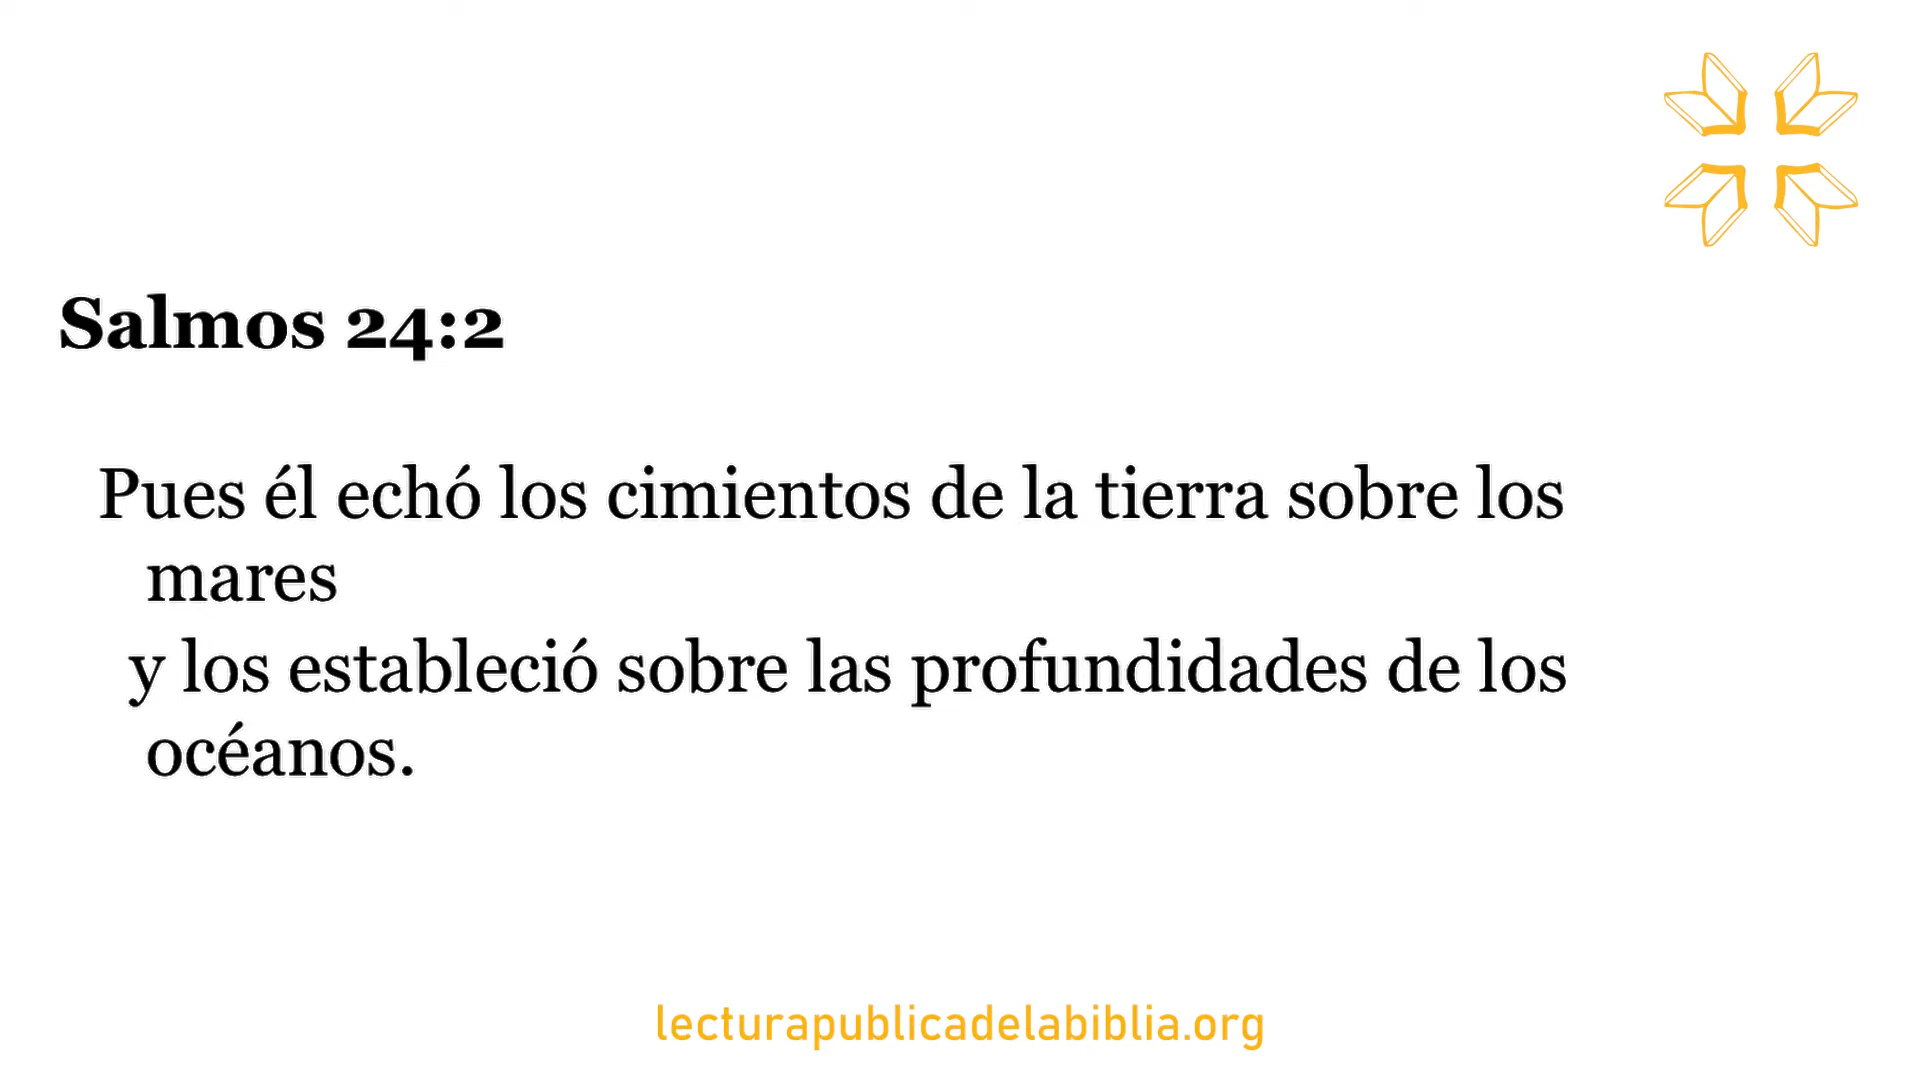 Salmos 24:2
Pues él echó los cimientos de la tierra sobre los
mares
y los estableció sobre las profundidades de los
océanos.
lecturapublicadelabiblia.org